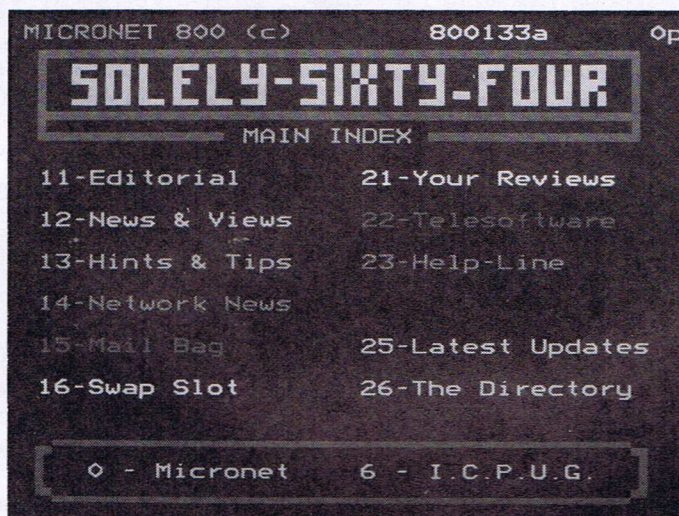 MICRONET 800 (c) 800133a Op
SOLELY-SIXTY-FOUR
MAIN INDEX
11-Editorial 21-Your Reviews
12-News & Views 22-Telesoftware
13-Hints & Tips 23-Help-Line
14-Network News
15-Mail Bag 25-Latest Updates
16-Swap Slot 26-The Directory
0 - Micronet 6 - I.C.P.U.G.